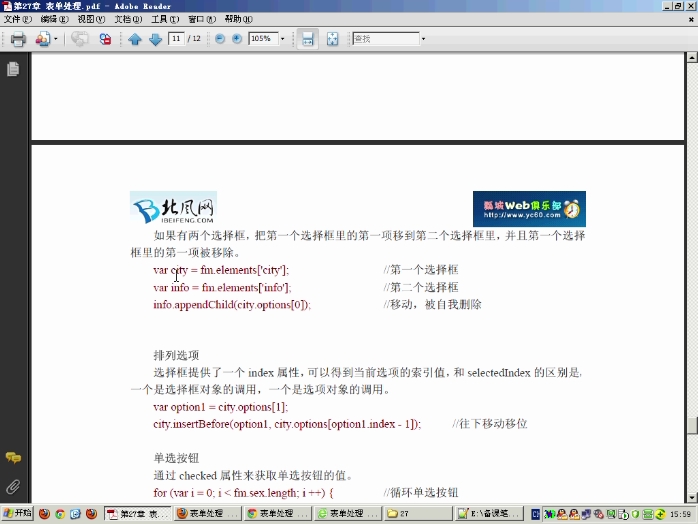 第27章 表单处理.pdf - Adobe Reader
文件(F) 编辑(E) 视图(V) 文档(D) 工具(T) 窗口(W) 帮助(H)
11 / 12 105% 查找
北风网 IBEIFENG.COM
瓢城Web俱乐部 http://www.yc60.com
如果有两个选择框，把第一个选择框里的第一项移到第二个选择框里，并且第一个选择
框里的第一项被移除。
var city = fm.elements['city']; //第一个选择框
var info = fm.elements['info']; //第二个选择框
info.appendChild(city.options[0]); //移动，被自我删除
排列选项
选择框提供了一个 index 属性，可以得到当前选项的索引值，和 selectedIndex 的区别是，
一个是选择框对象的调用，一个是选项对象的调用。
var option1 = city.options[1];
city.insertBefore(option1, city.options[option1.index - 1]); //往下移动移位
单选按钮
通过 checked 属性来获取单选按钮的值。
for (var i = 0; i < fm.sex.length; i ++) { //循环单选按钮
开始 第27章 表... 表单处理 ... 表单处理 ... 表单处理 ... 27 E:\备课笔... 15:59